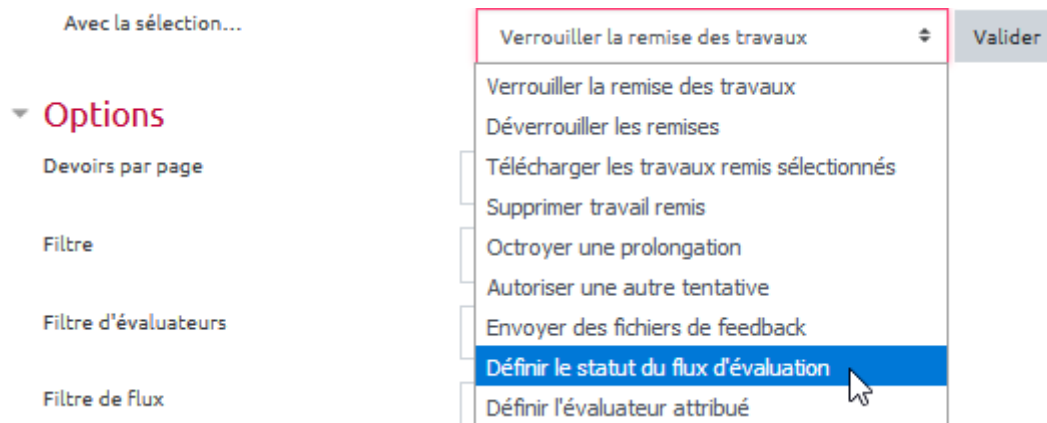 Avec la sélection...
Verrouiller la remise des travaux
Valider
Verrouiller la remise des travaux
Déverrouiller les remises
Télécharger les travaux remis sélectionnés
Supprimer travail remis
Octroyer une prolongation
Autoriser une autre tentative
Envoyer des fichiers de feedback
Définir le statut du flux d'évaluation
Définir l'évaluateur attribué
Options
Devoirs par page
Filtre
Filtre d'évaluateurs
Filtre de flux